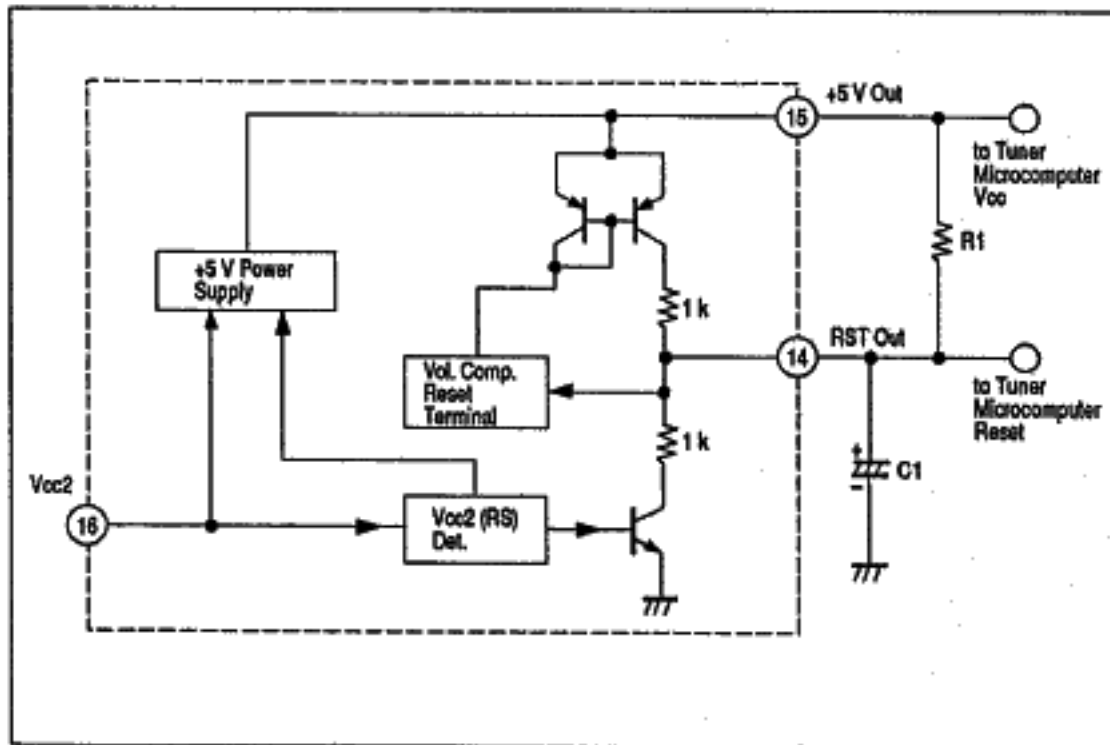 +5 V Out
15
to Tuner
Microcomputer
Vcc
R1
+5 V Power
Supply
1 k
RST Out
14
Vol. Comp.
Reset
Terminal
to Tuner
Microcomputer
Reset
1 k
+
-
C1
Vcc2
16
Vcc2 (RS)
Det.